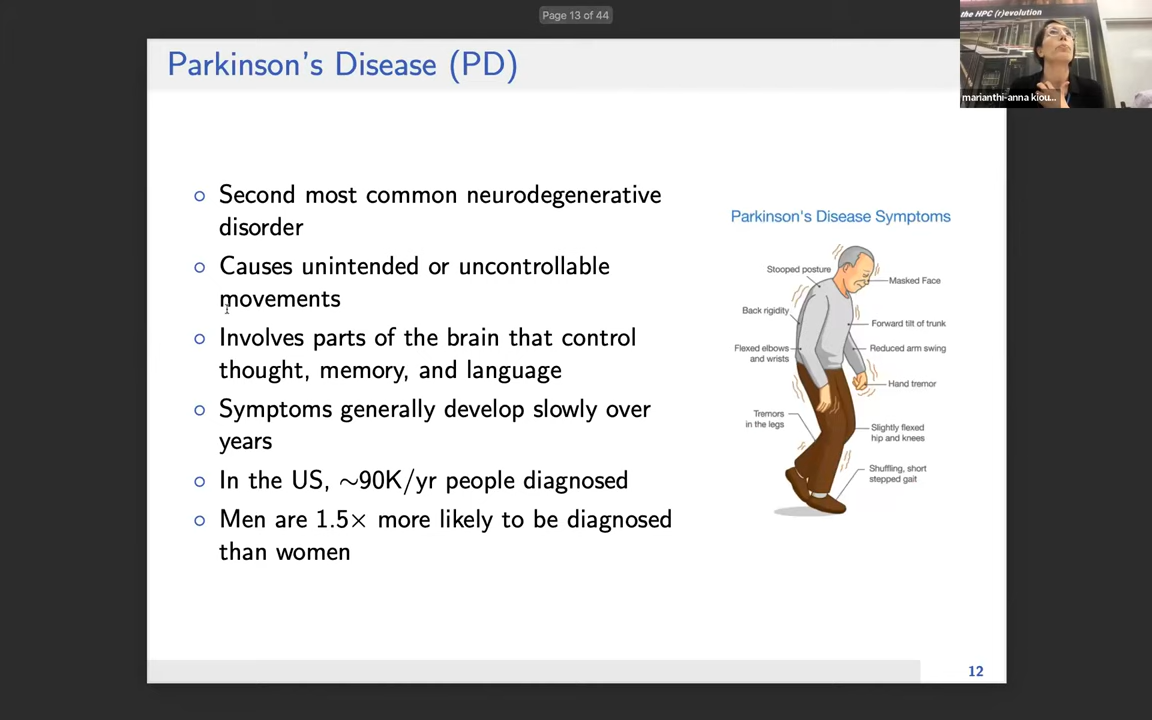 Page 13 of 44
the HPC (r)evolution
marianthi-anna kiou...
Parkinson's Disease (PD)
Second most common neurodegenerative
disorder
Causes unintended or uncontrollable
movements
Involves parts of the brain that control
thought, memory, and language
Symptoms generally develop slowly over
years
In the US, ∼90K/yr people diagnosed
Men are 1.5× more likely to be diagnosed
than women
Parkinson's Disease Symptoms
Stooped posture
Masked Face
Back rigidity
Forward tilt of trunk
Flexed elbows
and wrists
Reduced arm swing
Hand tremor
Tremors
in the legs
Slightly flexed
hip and knees
Shuffling, short
stepped gait
12